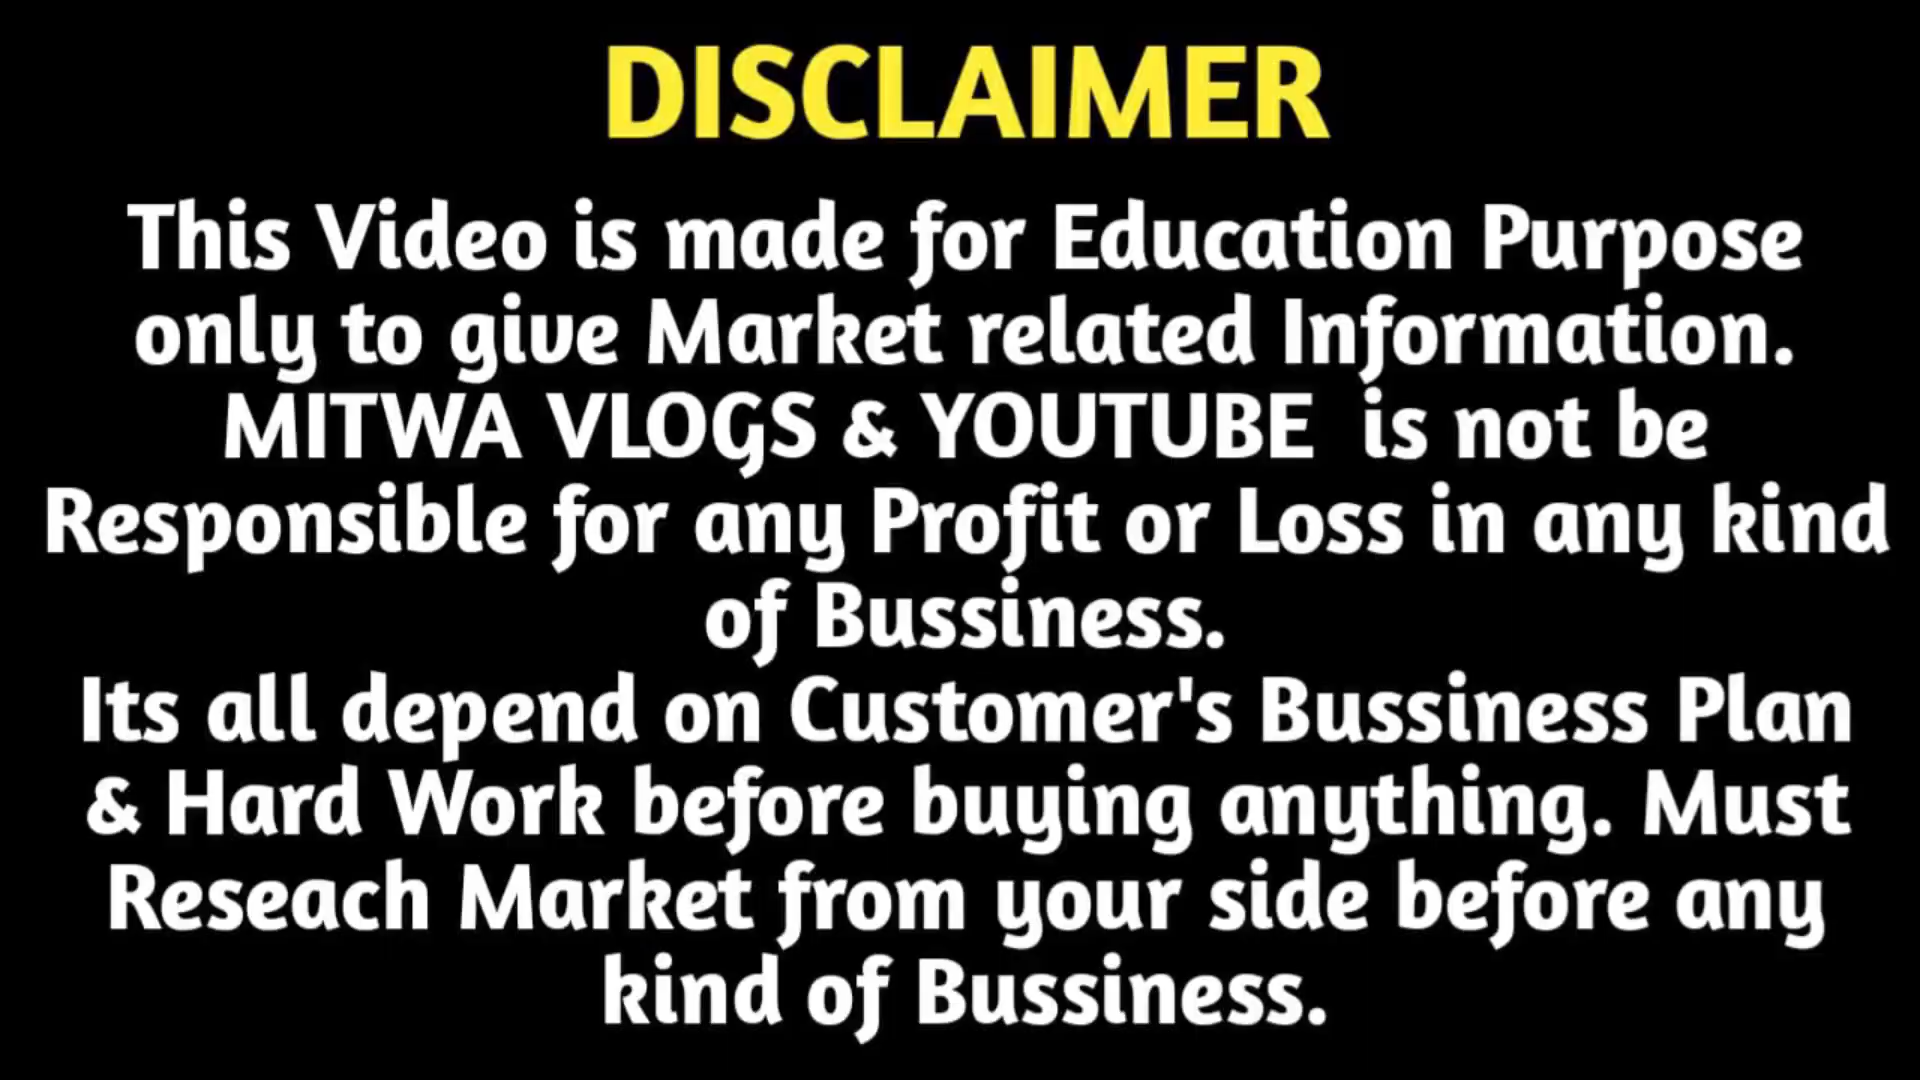 DISCLAIMER
This Video is made for Education Purpose
only to give Market related Information.
MITWA VLOGS & YOUTUBE is not be
Responsible for any Profit or Loss in any kind
of Bussiness.
Its all depend on Customer's Bussiness Plan
& Hard Work before buying anything. Must
Reseach Market from your side before any
kind of Bussiness.